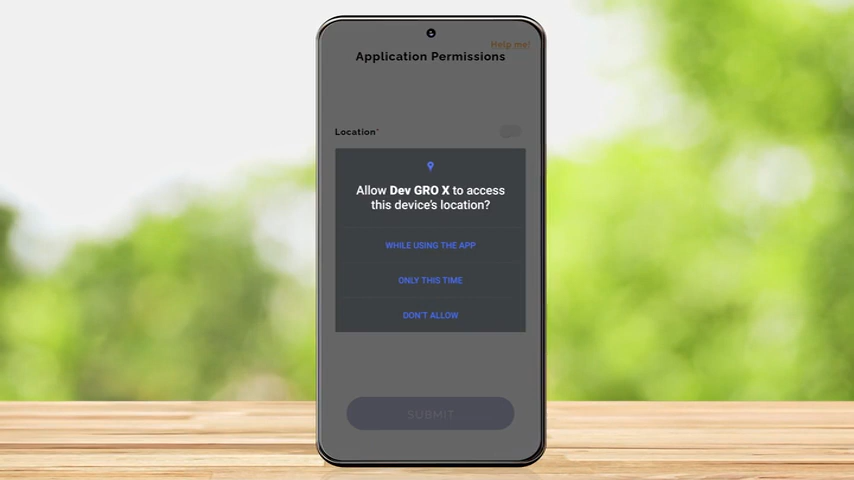 Help me!
Application Permissions
Location*
Allow Dev GRO X to access
this device's location?
WHILE USING THE APP
ONLY THIS TIME
DON'T ALLOW
SUBMIT